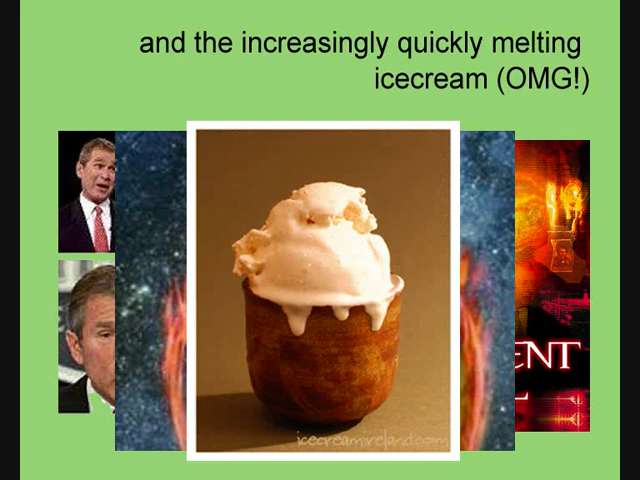 and the increasingly quickly melting
icecream (OMG!)
ENT
icecreamireland.com